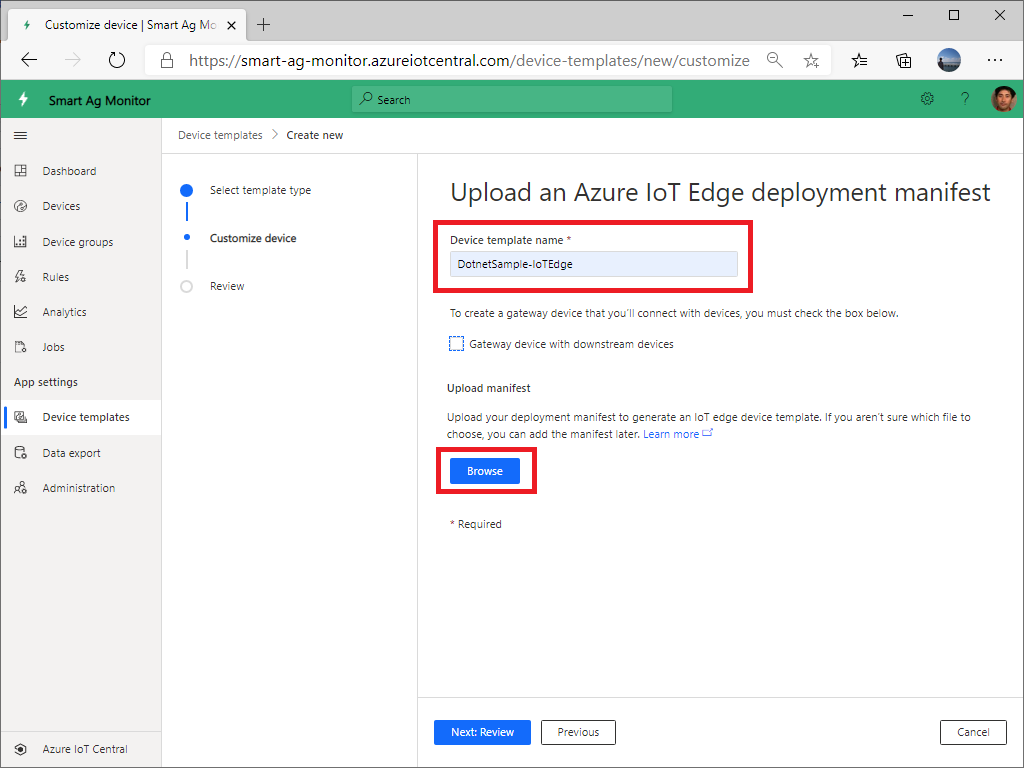 Customize device | Smart Ag Mo
https://smart-ag-monitor.azureiotcentral.com/device-templates/new/customize
Smart Ag Monitor
Search
?
Device templates > Create new
Dashboard
Devices
Device groups
Rules
Analytics
Jobs
App settings
Device templates
Data export
Administration
Azure IoT Central
Select template type
Customize device
Review
Upload an Azure IoT Edge deployment manifest
Device template name *
DotnetSample-IoTEdge
To create a gateway device that you'll connect with devices, you must check the box below.
Gateway device with downstream devices
Upload manifest
Upload your deployment manifest to generate an IoT edge device template. If you aren't sure which file to
choose, you can add the manifest later. Learn more
Browse
* Required
Next: Review
Previous
Cancel